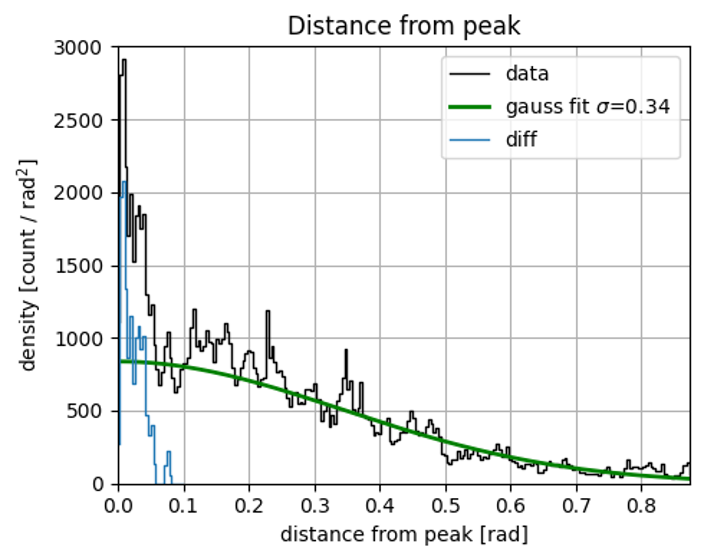 Distance from peak
3000
2500
2000
1500
1000
500
0
density [count / rad²]
data
gauss fit σ=0.34
diff
0.0 0.1 0.2 0.3 0.4 0.5 0.6 0.7 0.8
distance from peak [rad]